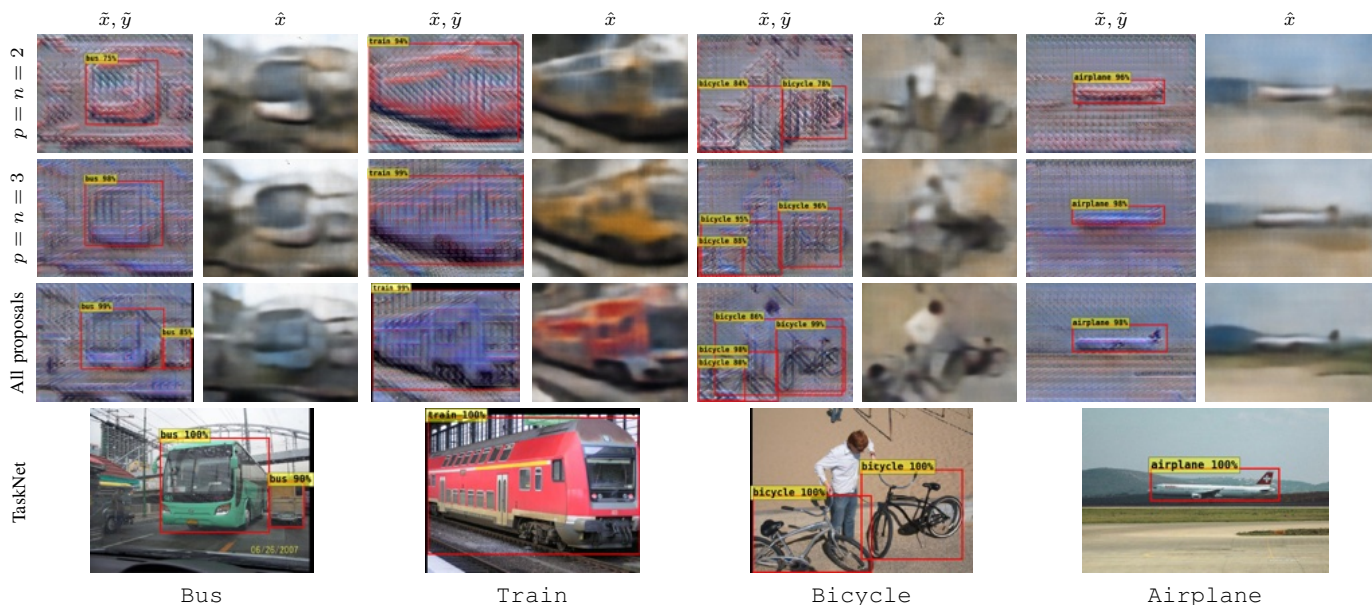 x̃, ỹ x̂ x̃, ỹ x̂ x̃, ỹ x̂ x̃, ỹ x̂
p = n = 2
bus 75% train 94% bicycle 84% bicycle 78% airplane 96%
p = n = 3
bus 98% train 99% bicycle 95% bicycle 96% bicycle 88% airplane 98%
All proposals
bus 99% bus 85% train 99% bicycle 86% bicycle 99% bicycle 98% bicycle 80% airplane 98%
TaskNet
bus 100% bus 90% train 100% bicycle 100% bicycle 100% airplane 100%
06/26/2007
Bus Train Bicycle Airplane